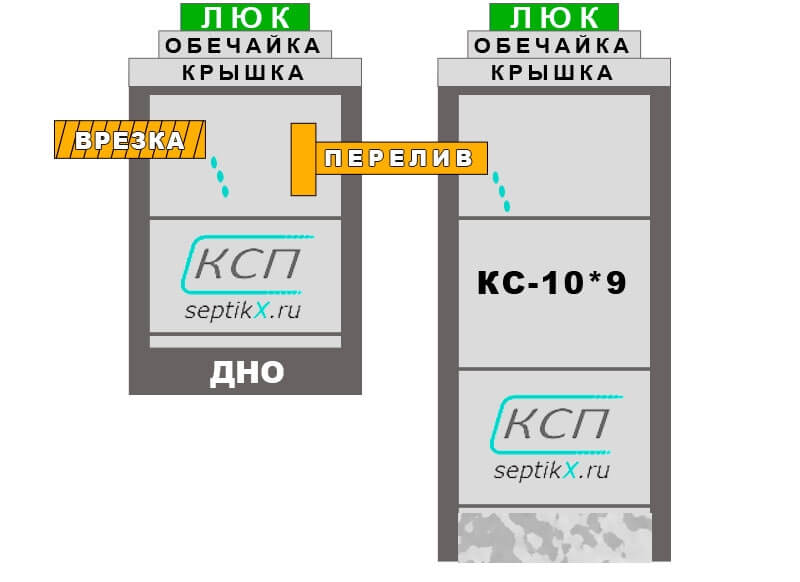 ЛЮК
ОБЕЧАЙКА
КРЫШКА
ВРЕЗКА
КСП
septikX.ru
ДНО
ПЕРЕЛИВ
ЛЮК
ОБЕЧАЙКА
КРЫШКА
КС-10*9
КСП
septikX.ru